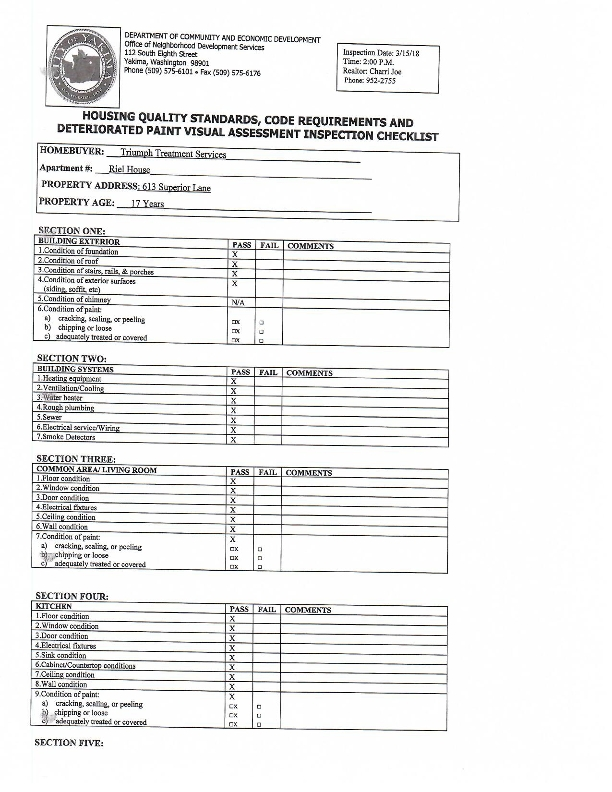 CITY OF YAKIMA
DEPARTMENT OF COMMUNITY AND ECONOMIC DEVELOPMENT
Office of Neighborhood Development Services
112 South Eighth Street
Yakima, Washington 98901
Phone (509) 575-6101 • Fax (509) 575-6176
Inspection Date: 3/15/18
Time: 2:00 P.M.
Realtor: Charri Joe
Phone: 952-2755
HOUSING QUALITY STANDARDS, CODE REQUIREMENTS AND
DETERIORATED PAINT VISUAL ASSESSMENT INSPECTION CHECKLIST
HOMEBUYER: Triumph Treatment Services
Apartment #: Riel House
PROPERTY ADDRESS: 613 Superior Lane
PROPERTY AGE: 17 Years
SECTION ONE:
BUILDING EXTERIOR PASS FAIL COMMENTS
1.Condition of foundation X
2.Condition of roof X
3.Condition of stairs, rails, & porches X
4.Condition of exterior surfaces X
(siding, soffit, etc)
5.Condition of chimney N/A
6.Condition of paint:
a) cracking, scaling, or peeling □X □
b) chipping or loose □X □
c) adequately treated or covered □X □
SECTION TWO:
BUILDING SYSTEMS PASS FAIL COMMENTS
1.Heating equipment X
2.Ventilation/Cooling X
3.Water heater X
4.Rough plumbing X
5.Sewer X
6.Electrical service/Wiring X
7.Smoke Detectors X
SECTION THREE:
COMMON AREA/ LIVING ROOM PASS FAIL COMMENTS
1.Floor condition X
2.Window condition X
3.Door condition X
4.Electrical fixtures X
5.Ceiling condition X
6.Wall condition X
7.Condition of paint: X
a) cracking, scaling, or peeling □X □
b) chipping or loose □X □
c) adequately treated or covered □X □
SECTION FOUR:
KITCHEN PASS FAIL COMMENTS
1.Floor condition X
2.Window condition X
3.Door condition X
4.Electrical fixtures X
5.Sink condition X
6.Cabinet/Countertop conditions X
7.Ceiling condition X
8.Wall condition X
9.Condition of paint: X
a) cracking, scaling, or peeling □X □
b) chipping or loose □X □
c) adequately treated or covered □X □
SECTION FIVE: